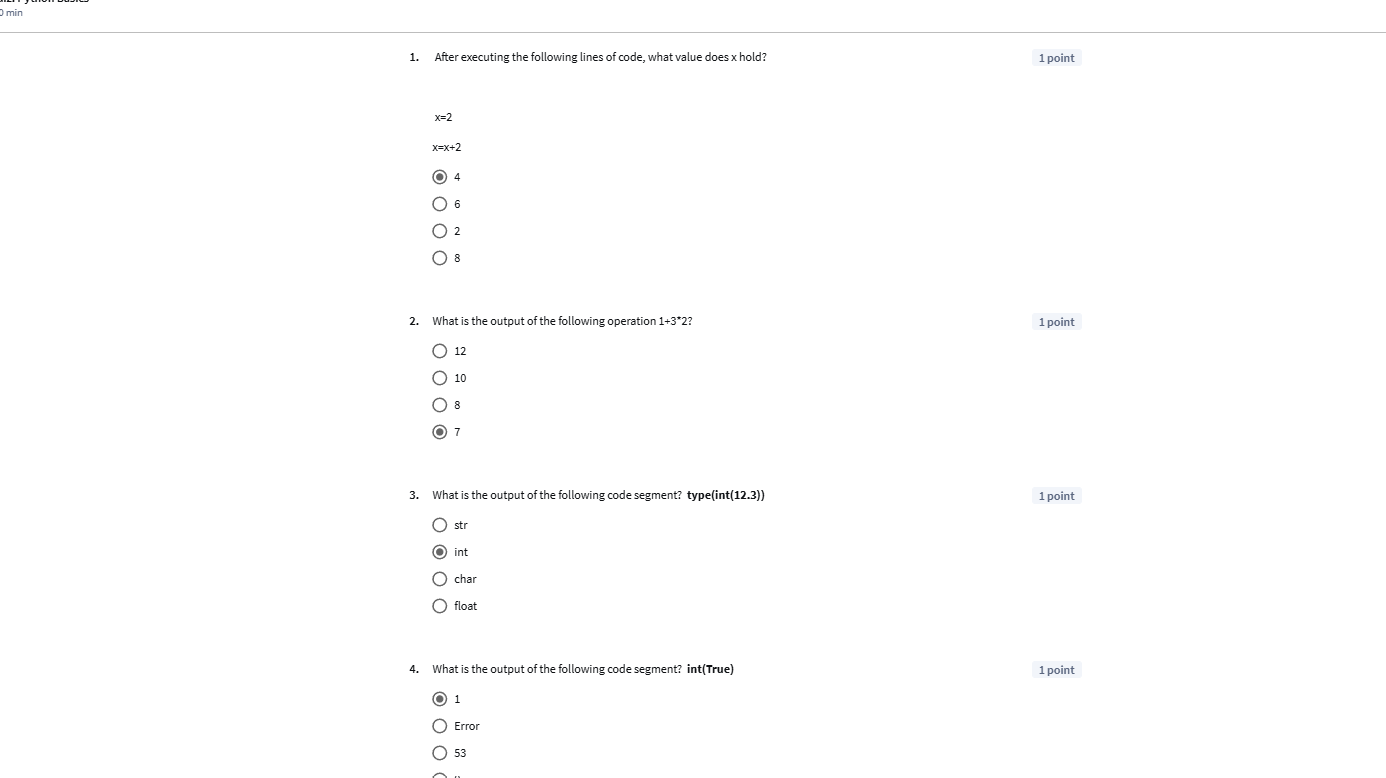 Python Basics
0 min
1. After executing the following lines of code, what value does x hold? 1 point
x=2
x=x+2
4
6
2
8
2. What is the output of the following operation 1+3*2? 1 point
12
10
8
7
3. What is the output of the following code segment? type(int(12.3)) 1 point
str
int
char
float
4. What is the output of the following code segment? int(True) 1 point
1
Error
53